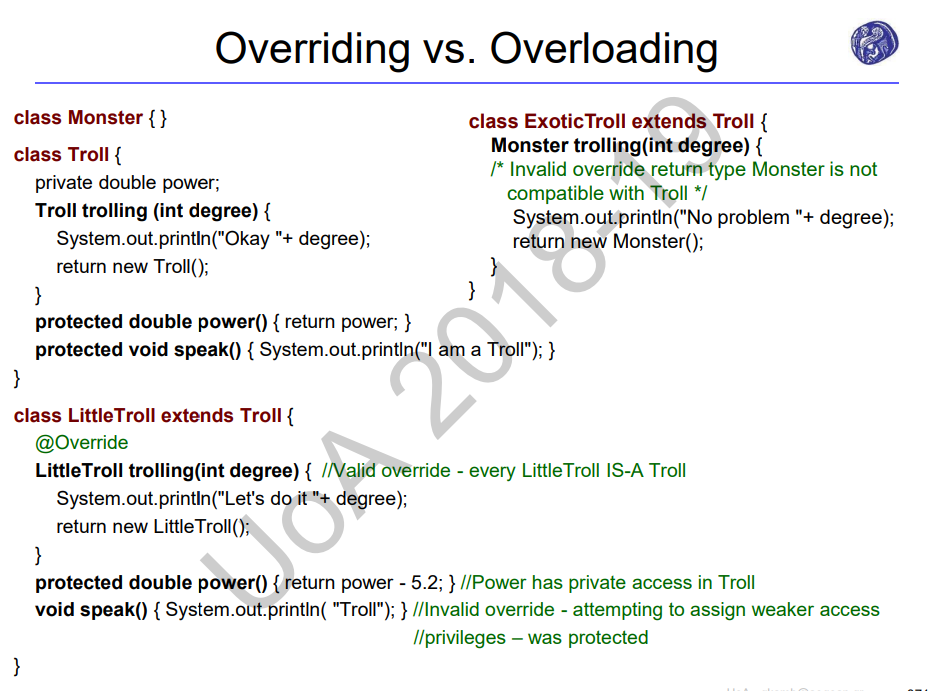 Overriding vs. Overloading
class Monster { }
class Troll {
private double power;
Troll trolling (int degree) {
System.out.println("Okay "+ degree);
return new Troll();
}
protected double power() { return power; }
protected void speak() { System.out.println("I am a Troll"); }
}
class LittleTroll extends Troll {
@Override
LittleTroll trolling(int degree) { //Valid override - every LittleTroll IS-A Troll
System.out.println("Let's do it "+ degree);
return new LittleTroll();
}
protected double power() { return power - 5.2; } //Power has private access in Troll
void speak() { System.out.println( "Troll"); } //Invalid override - attempting to assign weaker access
//privileges – was protected
}
class ExoticTroll extends Troll {
Monster trolling(int degree) {
/* Invalid override return type Monster is not
compatible with Troll */
System.out.println("No problem "+ degree);
return new Monster();
}
}
UoA 2018-19